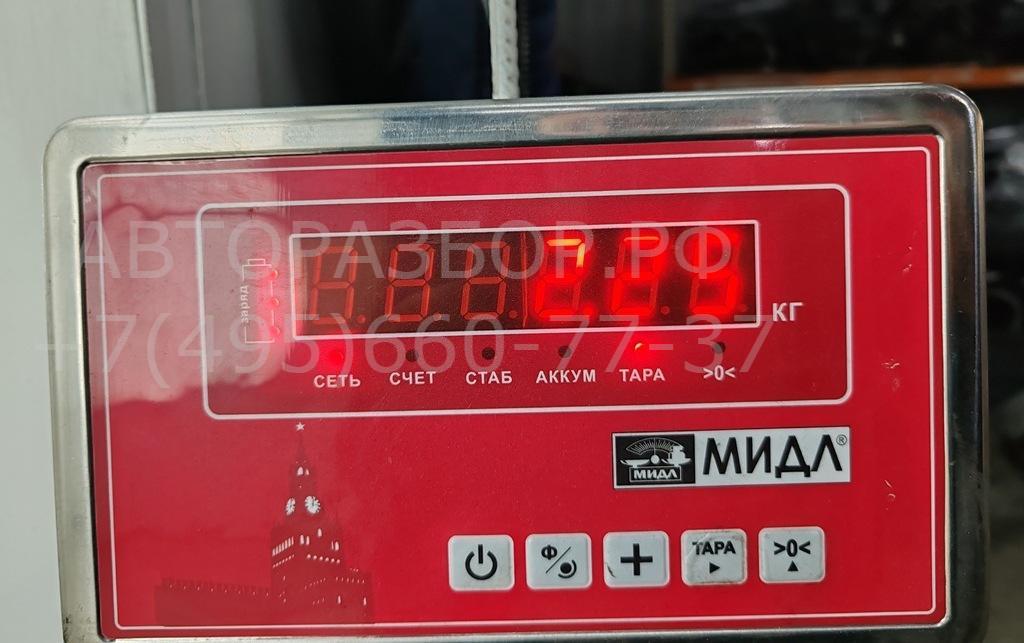 АВТОРАЗБОР.РФ
+7(495)660-77-37
заряд
КГ
СЕТЬ СЧЕТ СТАБ АККУМ ТАРА >0<
МИДЛ МИДЛ®
Ф ТАРА >0<